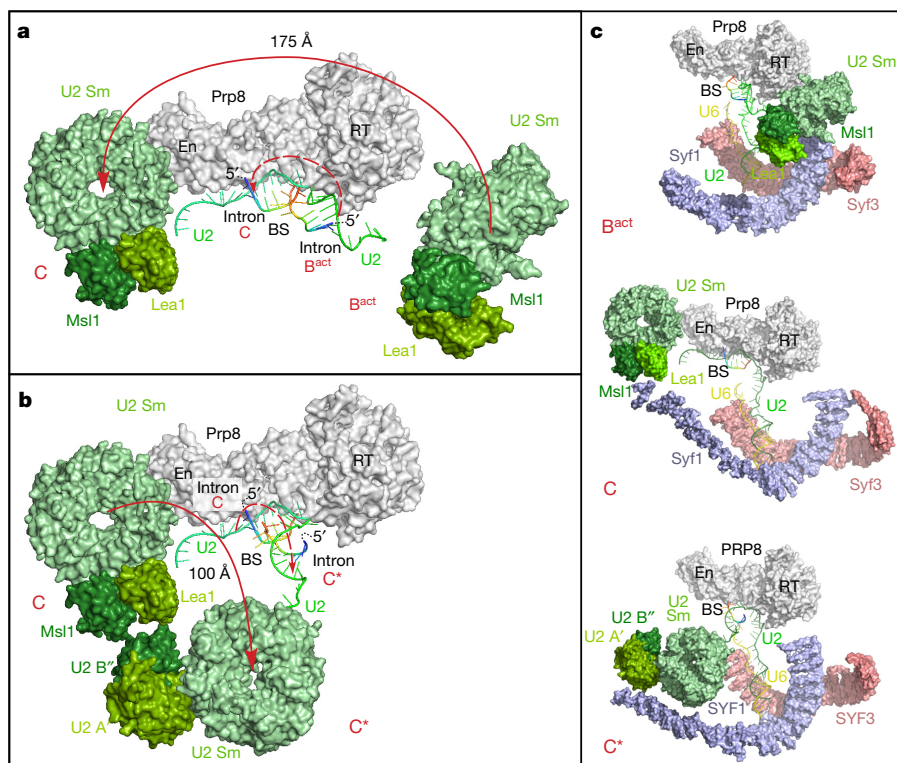 a
175 Å
U2 Sm
Prp8
En
RT
U2 Sm
5′
5′
Intron
C
BS
U2
Intron
Bact
U2
C
Bact
Msl1
Lea1
Msl1
Lea1
b
U2 Sm
Prp8
En
RT
Intron
C
5′
5′
U2
BS
Intron
C*
100 Å
U2
C
Lea1
Msl1
U2 B″
U2 A′
U2 Sm
C*
c
Prp8
En
RT
U2 Sm
BS
U6
Msl1
Syf1
Lea1
U2
Syf3
Bact
U2 Sm
Prp8
En
RT
BS
Msl1
Lea1
U6
U2
Syf1
Syf3
C
PRP8
En
RT
BS
U2 B″
U2
Sm
U2
U2 A′
U6
SYF1
SYF3
C*